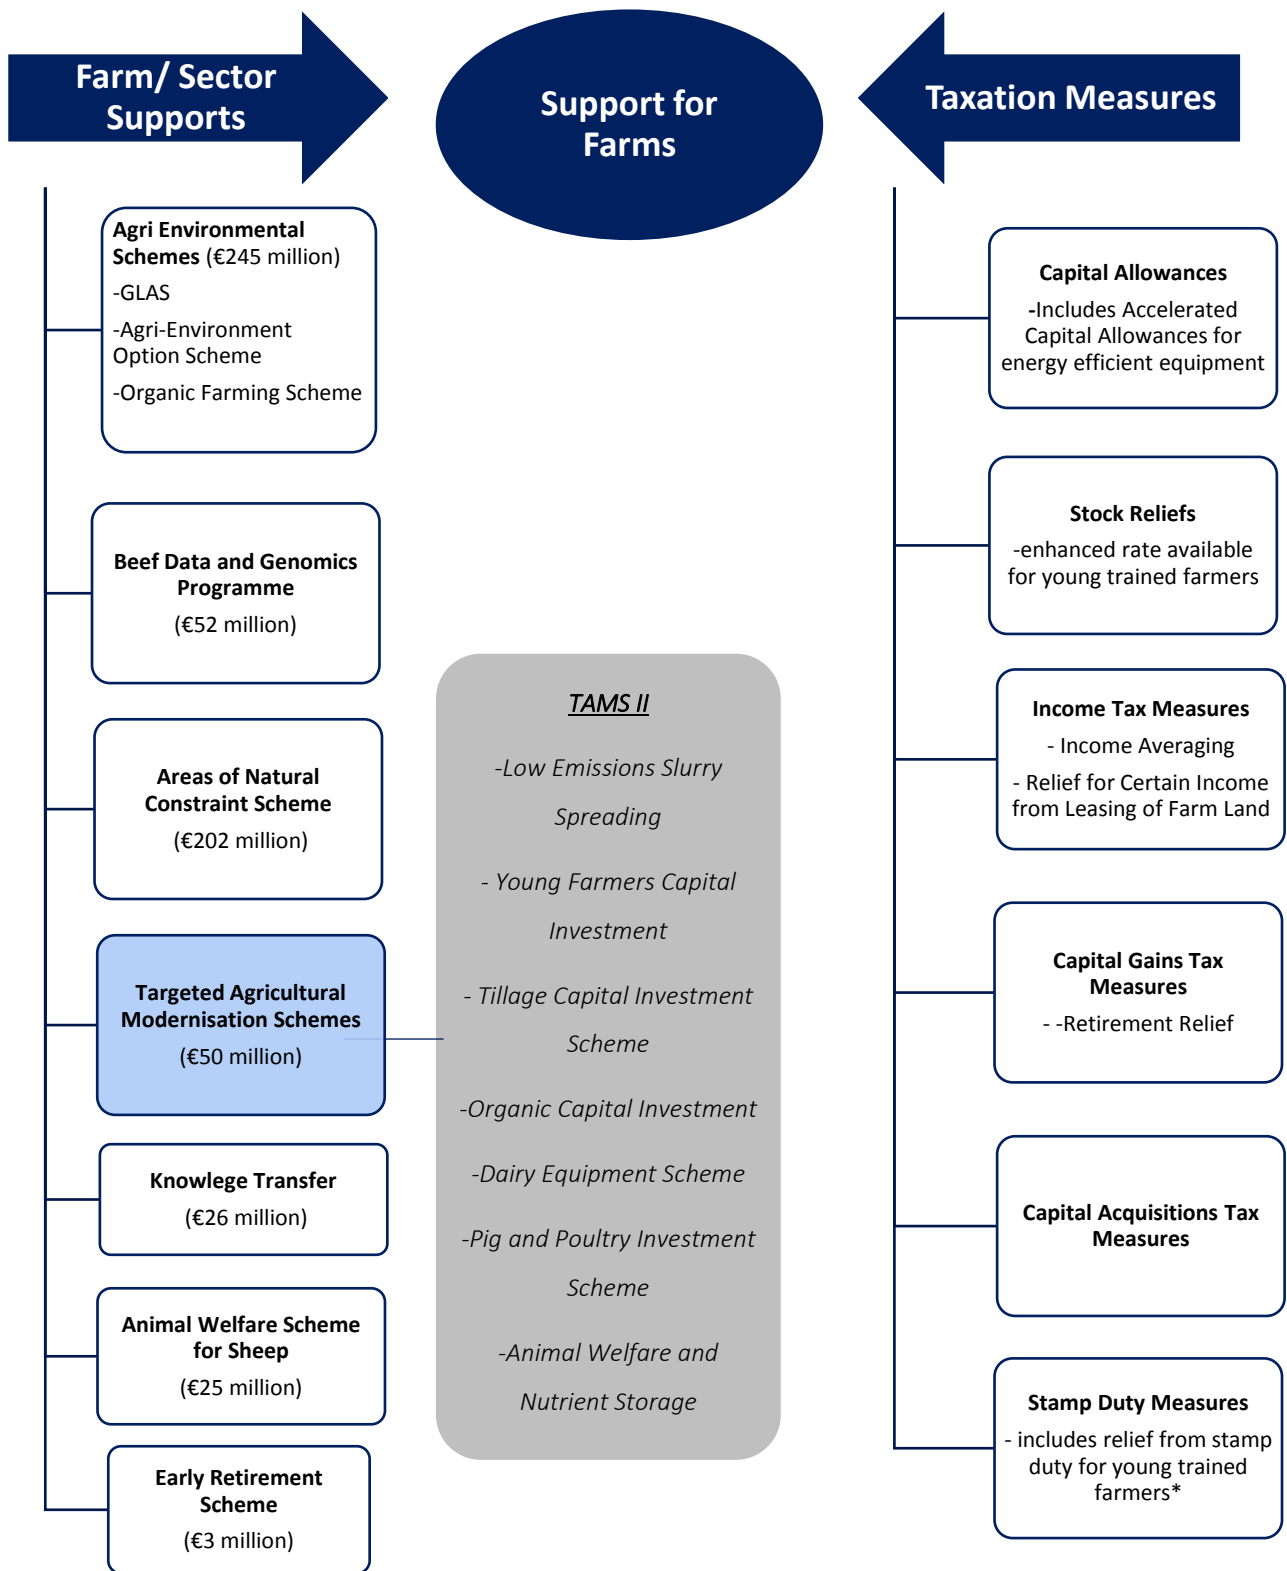 Farm/ Sector
Supports
Support for
Farms
Taxation Measures
Agri Environmental
Schemes (€245 million)
-GLAS
-Agri-Environment
Option Scheme
-Organic Farming Scheme
Beef Data and Genomics
Programme
(€52 million)
Areas of Natural
Constraint Scheme
(€202 million)
Targeted Agricultural
Modernisation Schemes
(€50 million)
Knowlege Transfer
(€26 million)
Animal Welfare Scheme
for Sheep
(€25 million)
Early Retirement
Scheme
(€3 million)
TAMS II
-Low Emissions Slurry
Spreading
- Young Farmers Capital
Investment
- Tillage Capital Investment
Scheme
-Organic Capital Investment
-Dairy Equipment Scheme
-Pig and Poultry Investment
Scheme
-Animal Welfare and
Nutrient Storage
Capital Allowances
-Includes Accelerated
Capital Allowances for
energy efficient equipment
Stock Reliefs
-enhanced rate available
for young trained farmers
Income Tax Measures
- Income Averaging
- Relief for Certain Income
from Leasing of Farm Land
Capital Gains Tax
Measures
- -Retirement Relief
Capital Acquisitions Tax
Measures
Stamp Duty Measures
- includes relief from stamp
duty for young trained
farmers*